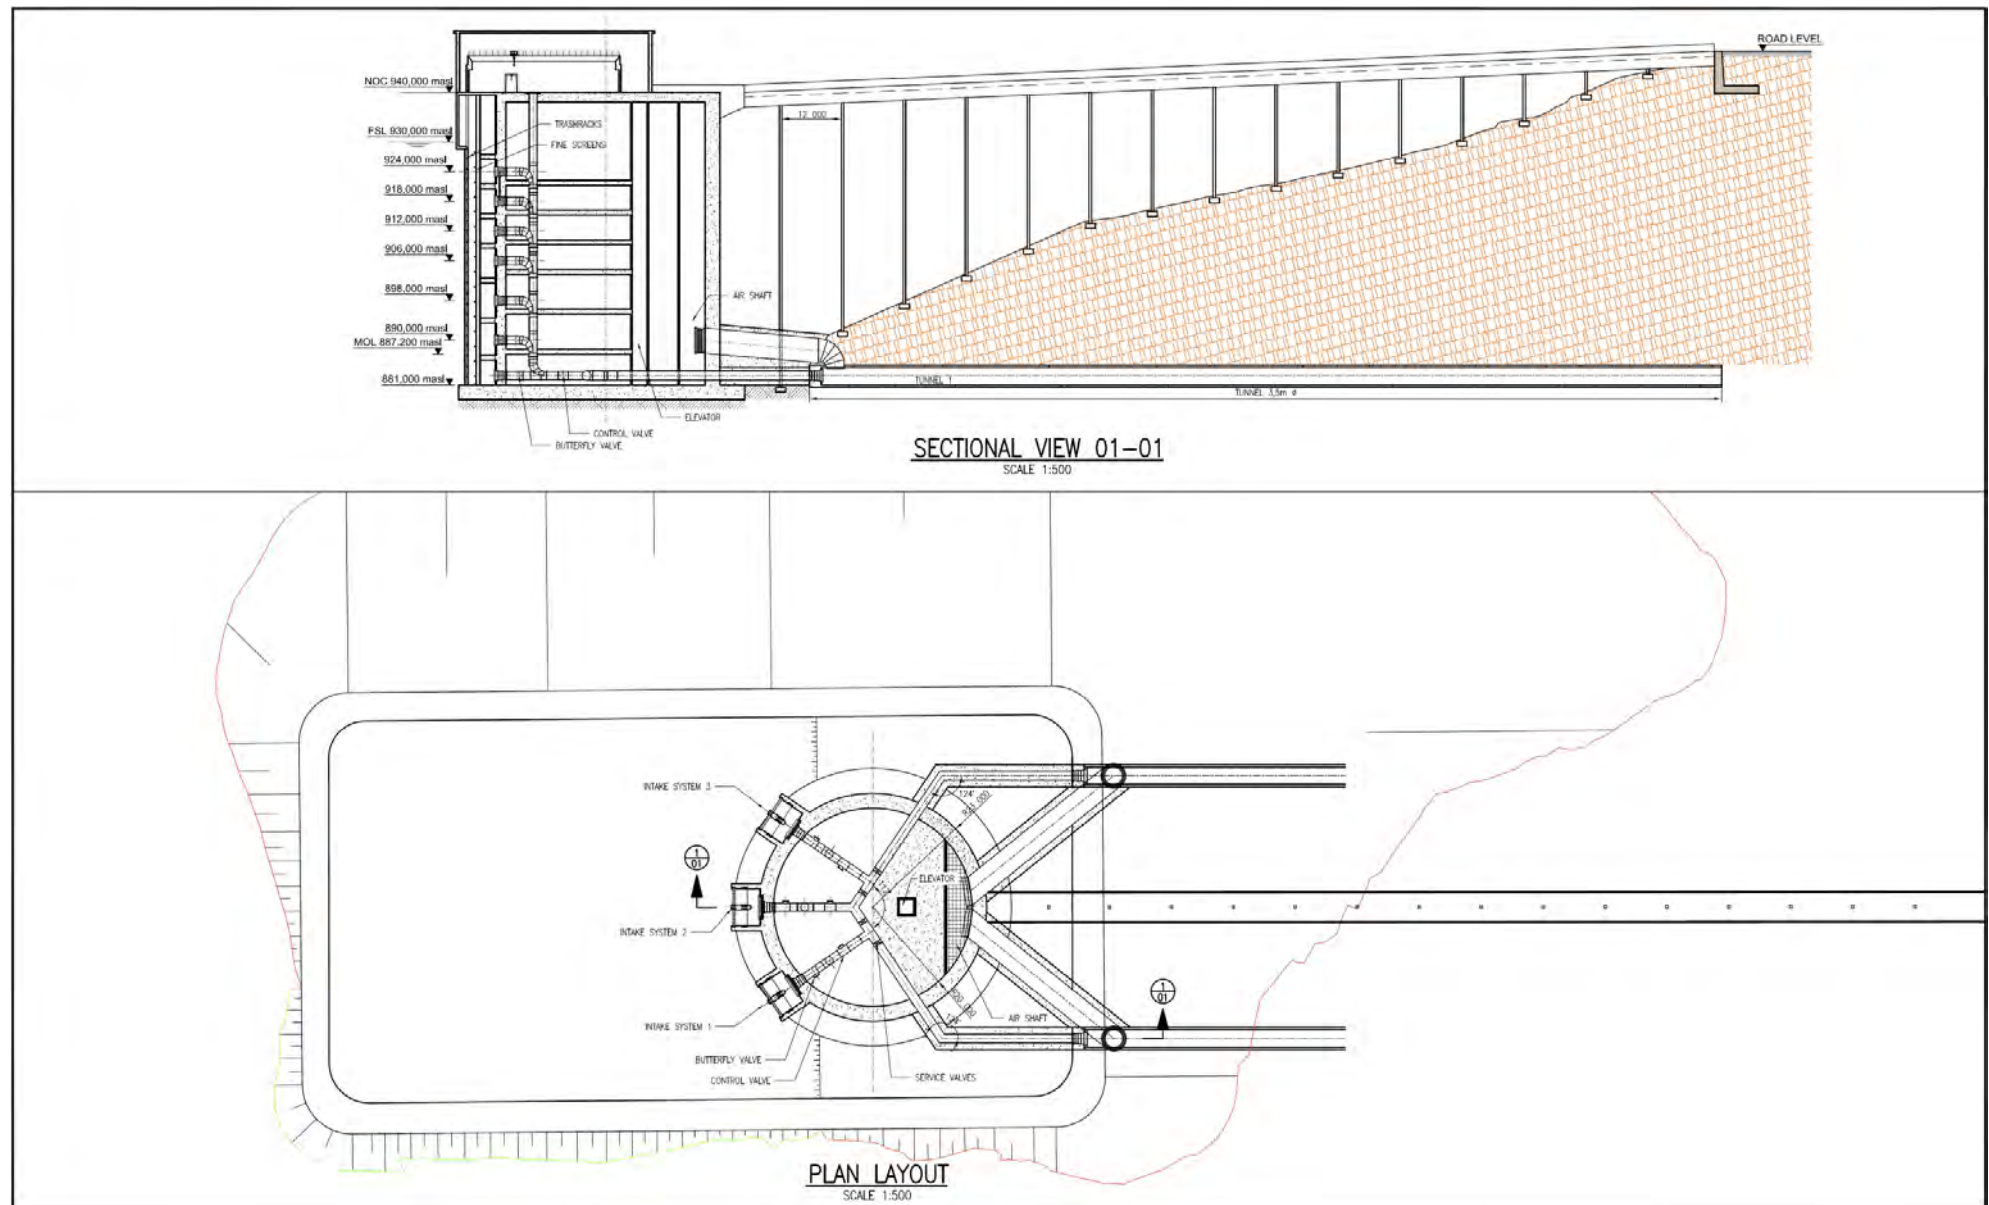 ROAD LEVEL
NOC 940,000 masl
12 000
TRASHRACKS
FSL 930,000 masl
FINE SCREENS
924,000 masl
918,000 masl
912,000 masl
906,000 masl
AIR SHAFT
898,000 masl
890,000 masl
MOL 887.200 masl
881,000 masl
TUNNEL 1
TUNNEL 3,5m ø
ELEVATOR
CONTROL VALVE
BUTTERFLY VALVE
SECTIONAL VIEW 01-01
SCALE 1:500
INTAKE SYSTEM 3
124°
1
01
ELEVATOR
INTAKE SYSTEM 2
1
01
R20 000
AIR SHAFT
INTAKE SYSTEM 1
BUTTERFLY VALVE
CONTROL VALVE
SERVICE VALVES
PLAN LAYOUT
SCALE 1:500